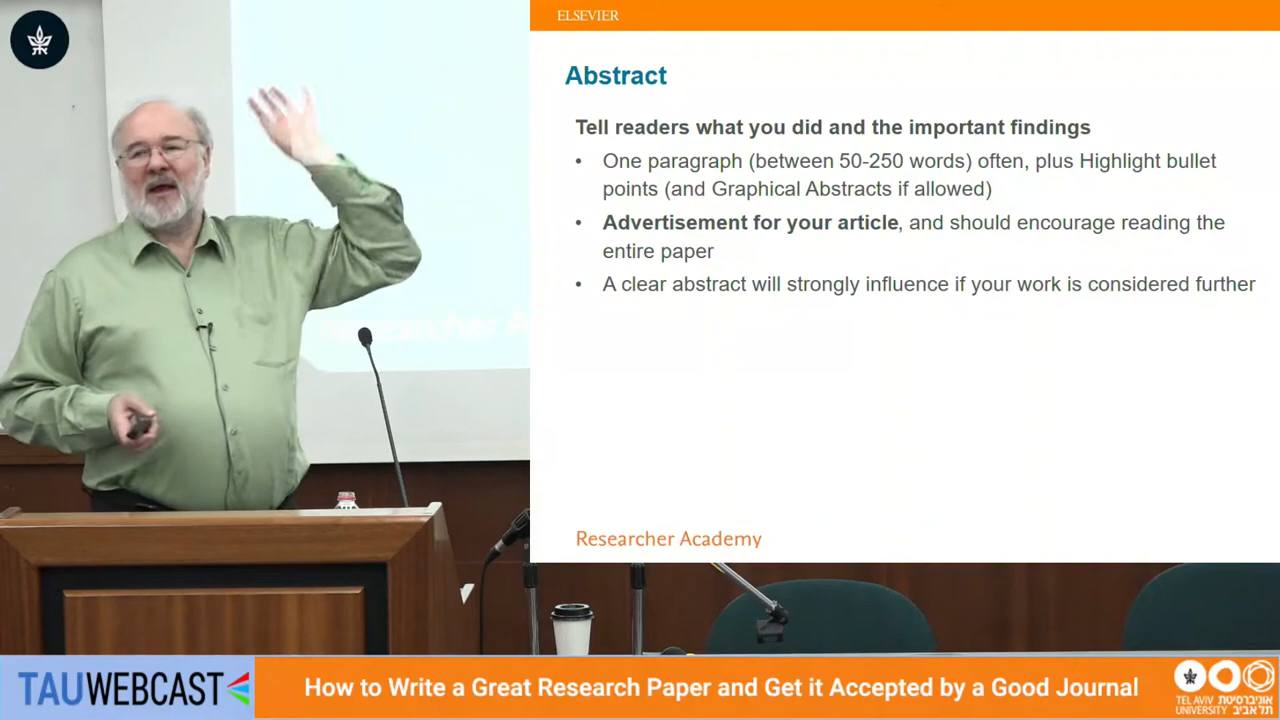 ELSEVIER
Abstract
Tell readers what you did and the important findings
• One paragraph (between 50-250 words) often, plus Highlight bullet
points (and Graphical Abstracts if allowed)
• Advertisement for your article, and should encourage reading the
entire paper
• A clear abstract will strongly influence if your work is considered further
Researcher Academy
TAUWEBCAST
How to Write a Great Research Paper and Get it Accepted by a Good Journal
TEL AVIV אוניברסיטת
UNIVERSITY תל אביב